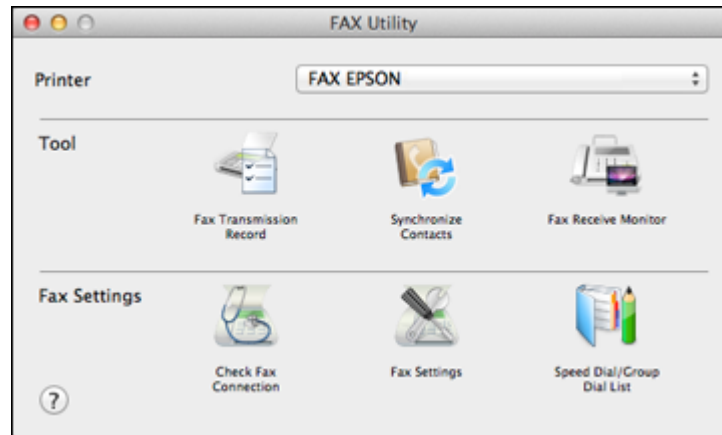 FAX Utility
Printer
FAX EPSON
Tool
Fax Transmission
Record
Synchronize
Contacts
Fax Receive Monitor
Fax Settings
Check Fax
Connection
Fax Settings
Speed Dial/Group
Dial List
?